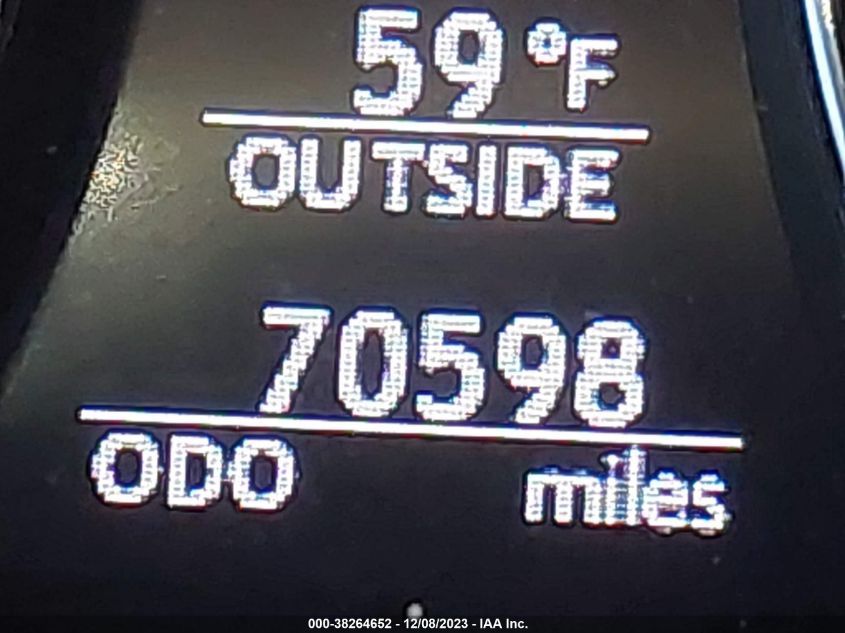 59 °F
OUTSIDE
70598
ODO miles
000-38264652 - 12/08/2023 - IAA Inc.